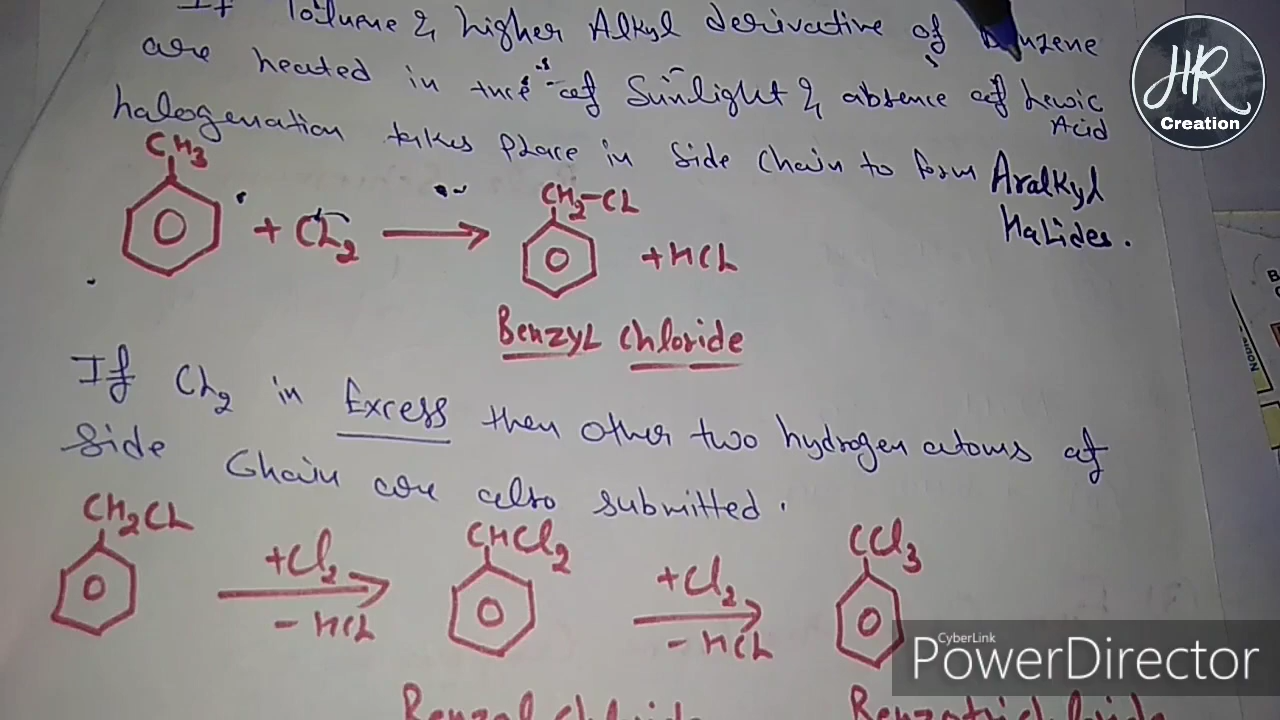 If Toluene & higher Alkyl derivative of Benzene
are heated in of Sunlight & absence of Lewic
Acid
halogenation takes Place in Side Chain to form Aralkyl
Halides.
CH3
+ Cl2 → CH2-Cl
+ HCl
Benzyl Chloride
If Cl2 in Excess then other two hydrogen atoms of
Side Chain are also submitted.
CH2Cl +Cl2 - HCl CHCl2 +Cl2 - HCl CCl3
Benzal chloride Benzotrichloride
HR
Creation
CyberLink
PowerDirector